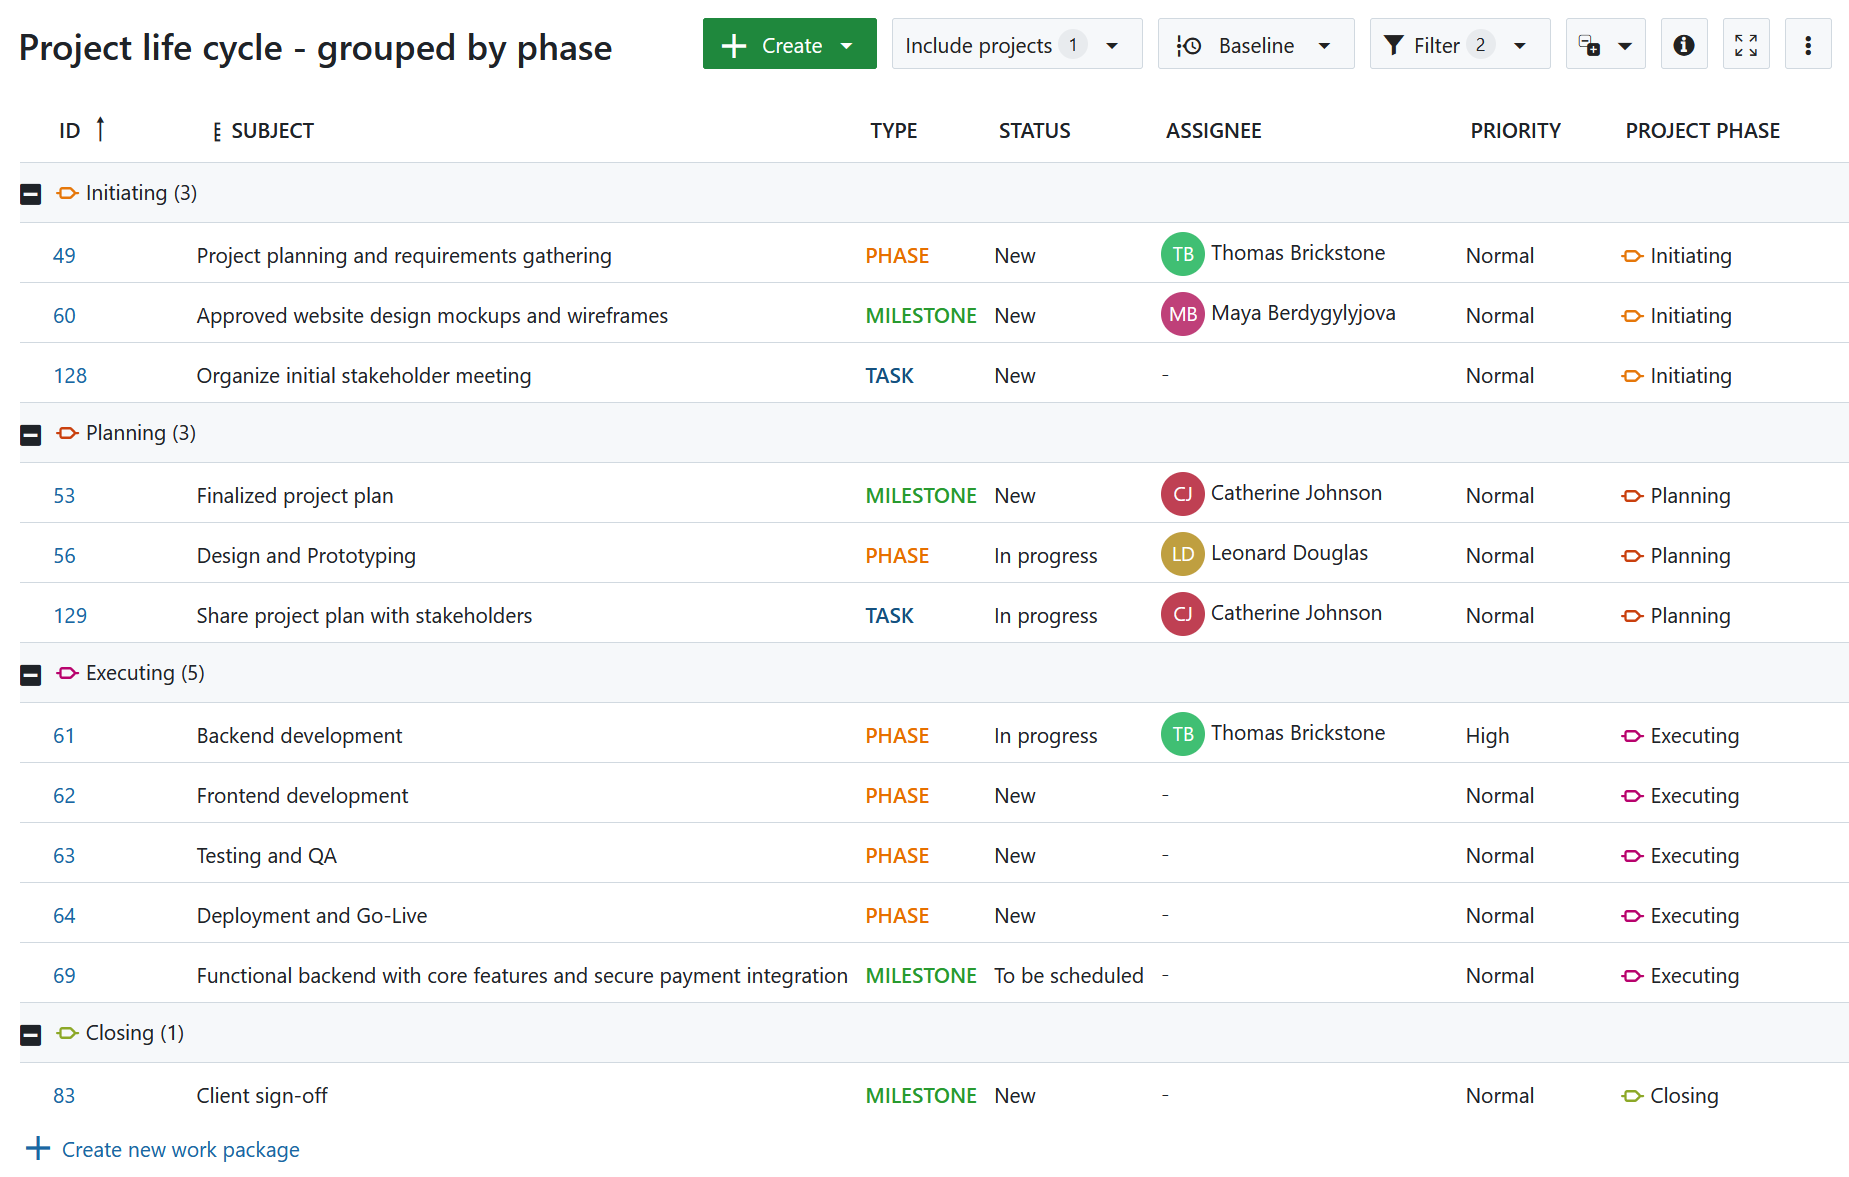 Project life cycle - grouped by phase Create Include projects 1 Baseline Filter 2
ID SUBJECT TYPE STATUS ASSIGNEE PRIORITY PROJECT PHASE
Initiating (3)
49 Project planning and requirements gathering PHASE New TB Thomas Brickstone Normal Initiating
60 Approved website design mockups and wireframes MILESTONE New MB Maya Berdygylyjova Normal Initiating
128 Organize initial stakeholder meeting TASK New - Normal Initiating
Planning (3)
53 Finalized project plan MILESTONE New CJ Catherine Johnson Normal Planning
56 Design and Prototyping PHASE In progress LD Leonard Douglas Normal Planning
129 Share project plan with stakeholders TASK In progress CJ Catherine Johnson Normal Planning
Executing (5)
61 Backend development PHASE In progress TB Thomas Brickstone High Executing
62 Frontend development PHASE New - Normal Executing
63 Testing and QA PHASE New - Normal Executing
64 Deployment and Go-Live PHASE New - Normal Executing
69 Functional backend with core features and secure payment integration MILESTONE To be scheduled - Normal Executing
Closing (1)
83 Client sign-off MILESTONE New - Normal Closing
Create new work package